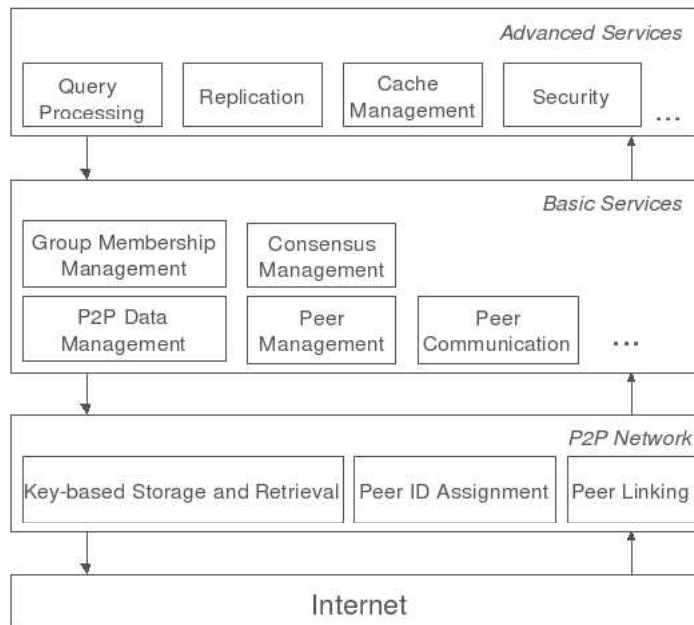 Advanced Services
Query
Processing
Replication
Cache
Management
Security
...
Basic Services
Group Membership
Management
Consensus
Management
P2P Data
Management
Peer
Management
Peer
Communication
...
P2P Network
Key-based Storage and Retrieval
Peer ID Assignment
Peer Linking
Internet